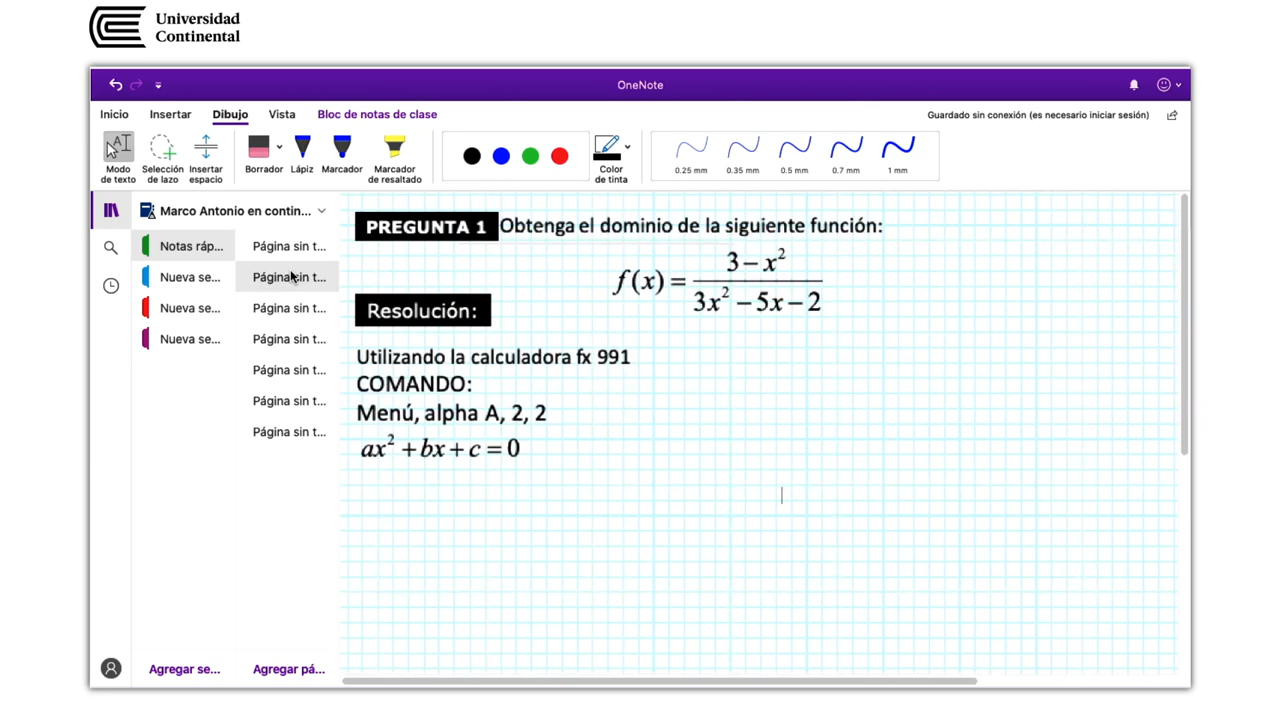 Universidad
Continental
OneNote
Inicio Insertar Dibujo Vista Bloc de notas de clase
Guardado sin conexión (es necesario iniciar sesión)
Modo de texto
Selección de lazo
Insertar espacio
Borrador
Lápiz
Marcador
Marcador de resaltado
Color de tinta
0.25 mm 0.35 mm 0.5 mm 0.7 mm 1 mm
Marco Antonio en contin...
Notas ráp...
Nueva se...
Nueva se...
Nueva se...
Página sin t...
Página sin t...
Página sin t...
Página sin t...
Página sin t...
Página sin t...
Página sin t...
Agregar se...
Agregar pá...
PREGUNTA 1 Obtenga el dominio de la siguiente función:
f(x) = (3 − x²) / (3x² − 5x − 2)
Resolución:
Utilizando la calculadora fx 991
COMANDO:
Menú, alpha A, 2, 2
ax² + bx + c = 0